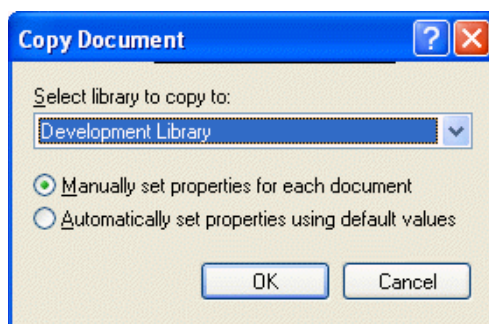 Copy Document
Select library to copy to:
Development Library
Manually set properties for each document
Automatically set properties using default values
OK
Cancel